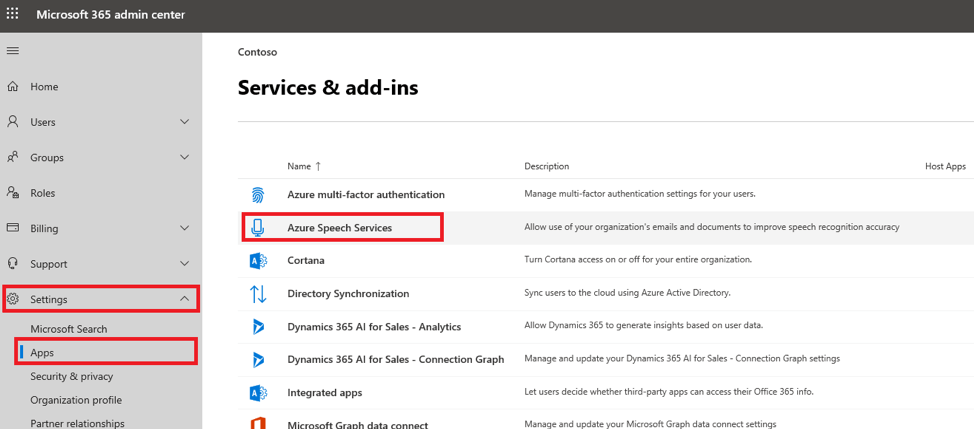 Microsoft 365 admin center
Home
Users
Groups
Roles
Billing
Support
Settings
Microsoft Search
Apps
Security & privacy
Organization profile
Partner relationships
Contoso
Services & add-ins
Name ↑ Description Host Apps
Azure multi-factor authentication Manage multi-factor authentication settings for your users.
Azure Speech Services Allow use of your organization's emails and documents to improve speech recognition accuracy
Cortana Turn Cortana access on or off for your entire organization.
Directory Synchronization Sync users to the cloud using Azure Active Directory.
Dynamics 365 AI for Sales - Analytics Allow Dynamics 365 to generate insights based on user data.
Dynamics 365 AI for Sales - Connection Graph Manage and update your Dynamics 365 AI for Sales - Connection Graph settings
Integrated apps Let users decide whether third-party apps can access their Office 365 info.
Microsoft Graph data connect Manage and update your Microsoft Graph data connect settings